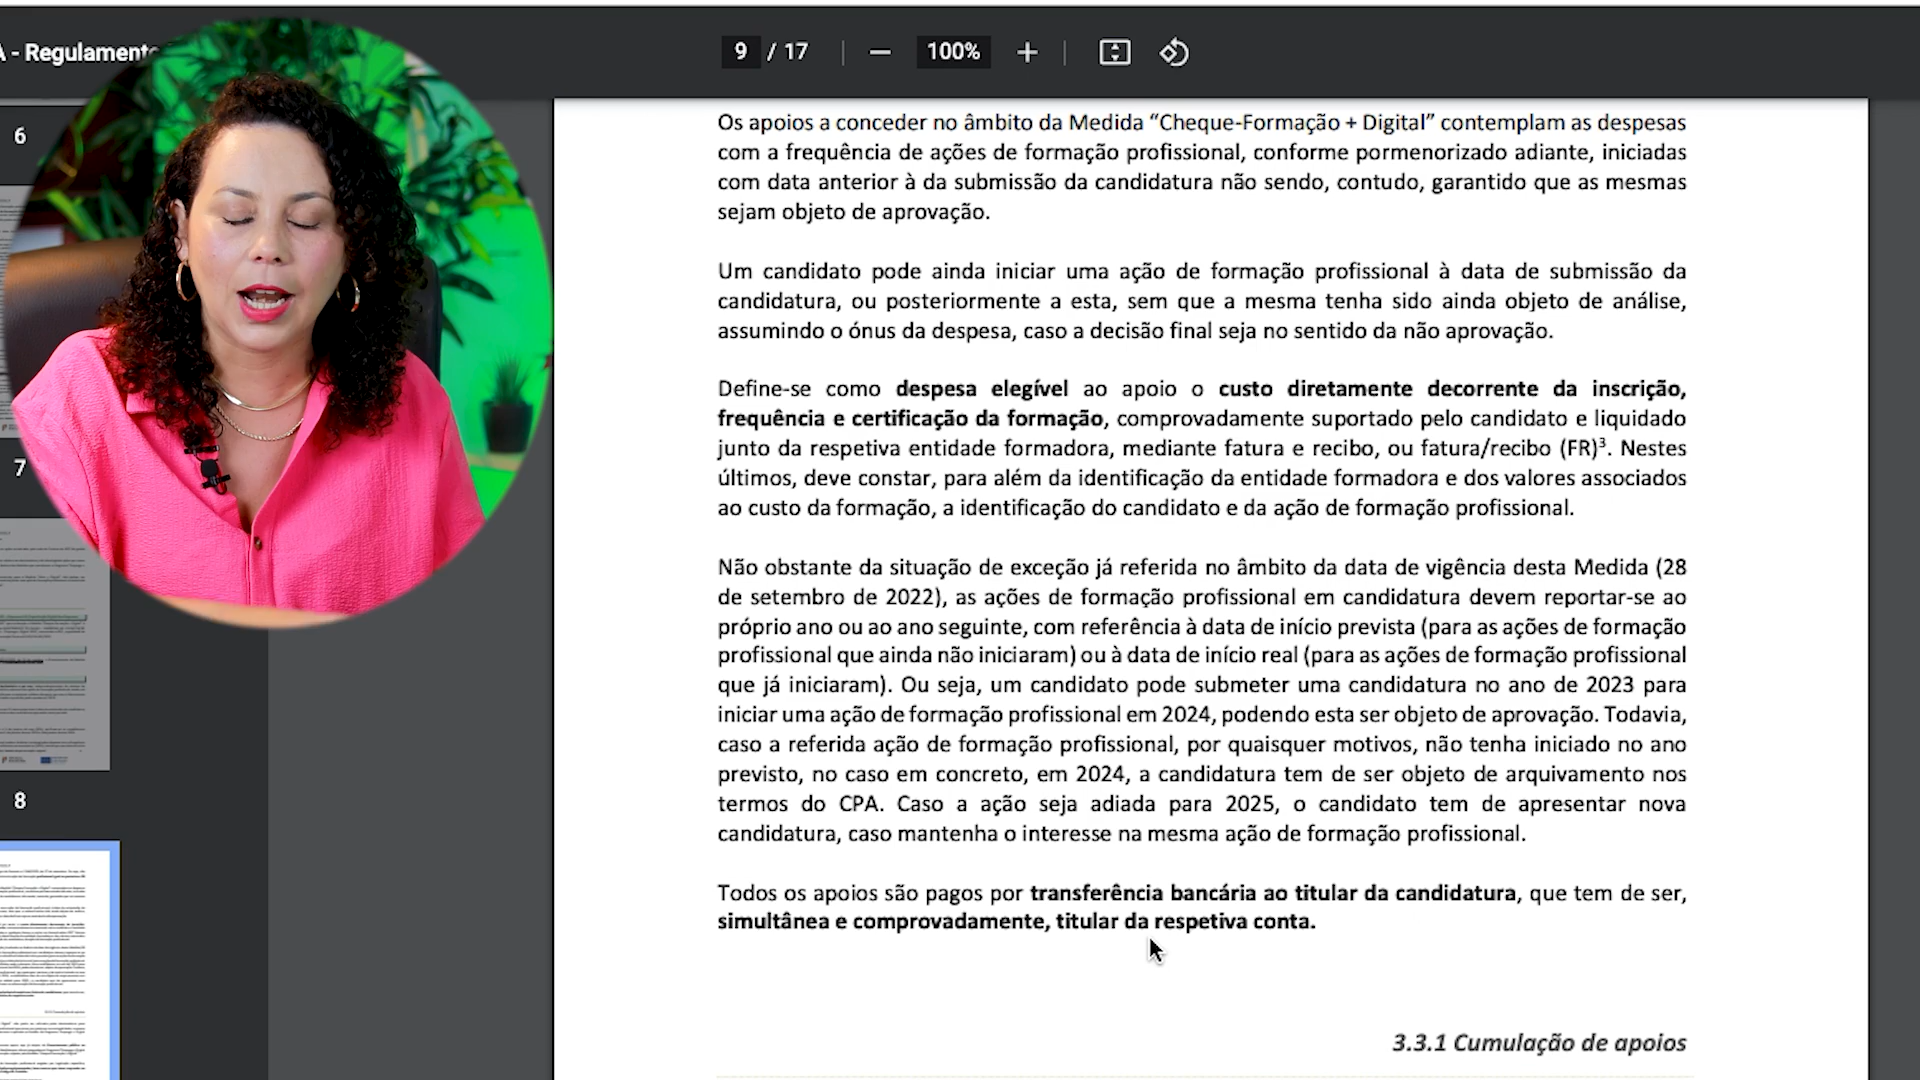 A - Regulamento
9 / 17
100%
6
7
8
Os apoios a conceder no âmbito da Medida “Cheque-Formação + Digital” contemplam as despesas
com a frequência de ações de formação profissional, conforme pormenorizado adiante, iniciadas
com data anterior à da submissão da candidatura não sendo, contudo, garantido que as mesmas
sejam objeto de aprovação.
Um candidato pode ainda iniciar uma ação de formação profissional à data de submissão da
candidatura, ou posteriormente a esta, sem que a mesma tenha sido ainda objeto de análise,
assumindo o ónus da despesa, caso a decisão final seja no sentido da não aprovação.
Define-se como despesa elegível ao apoio o custo diretamente decorrente da inscrição,
frequência e certificação da formação, comprovadamente suportado pelo candidato e liquidado
junto da respetiva entidade formadora, mediante fatura e recibo, ou fatura/recibo (FR)³. Nestes
últimos, deve constar, para além da identificação da entidade formadora e dos valores associados
ao custo da formação, a identificação do candidato e da ação de formação profissional.
Não obstante da situação de exceção já referida no âmbito da data de vigência desta Medida (28
de setembro de 2022), as ações de formação profissional em candidatura devem reportar-se ao
próprio ano ou ao ano seguinte, com referência à data de início prevista (para as ações de formação
profissional que ainda não iniciaram) ou à data de início real (para as ações de formação profissional
que já iniciaram). Ou seja, um candidato pode submeter uma candidatura no ano de 2023 para
iniciar uma ação de formação profissional em 2024, podendo esta ser objeto de aprovação. Todavia,
caso a referida ação de formação profissional, por quaisquer motivos, não tenha iniciado no ano
previsto, no caso em concreto, em 2024, a candidatura tem de ser objeto de arquivamento nos
termos do CPA. Caso a ação seja adiada para 2025, o candidato tem de apresentar nova
candidatura, caso mantenha o interesse na mesma ação de formação profissional.
Todos os apoios são pagos por transferência bancária ao titular da candidatura, que tem de ser,
simultânea e comprovadamente, titular da respetiva conta.
3.3.1 Cumulação de apoios